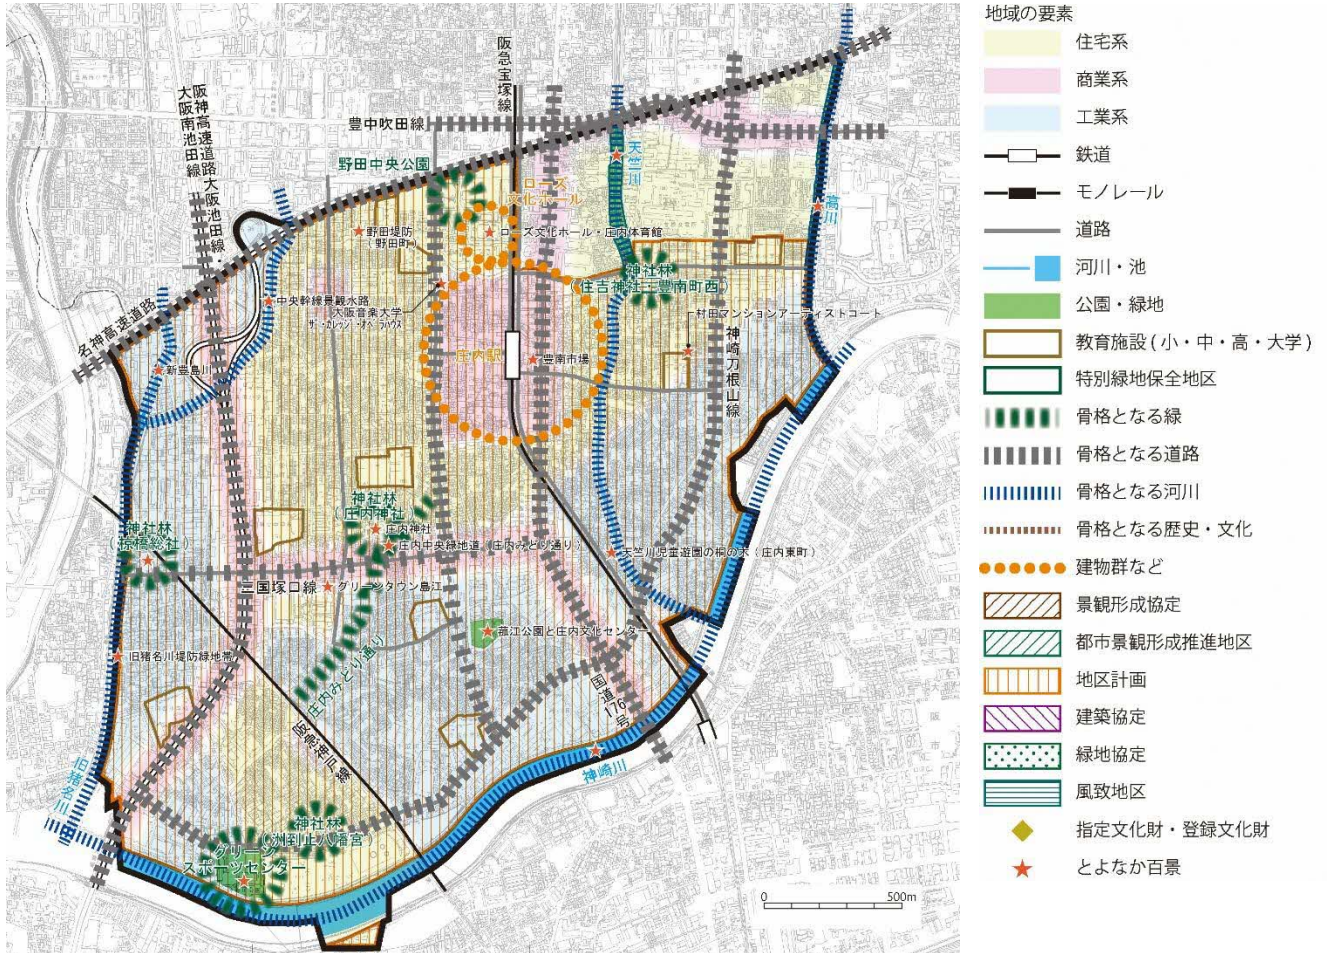 阪急宝塚線
阪神高速道路大阪池田線
大阪南池田線
豊中吹田線
野田中央公園
天竺川
高川
ローズ
文化ホール
野田堤防
(野田町)
ローズ文化ホール・庄内体育館
神社林
(住吉神社・豊南町西)
名神高速道路
中央幹線景観水路
大阪音楽大学
ザ・カレッジ・オペラハウス
村田マンションアーティストコート
神崎刀根山線
新豊島川
庄内駅
豊南市場
神社林
(庄内神社)
庄内神社
庄内中央緑地道(庄内みどり通り)
神社林
(椋橋総社)
天竺川児童遊園の桐の木(庄内東町)
三国塚口線
グリーンタウン島江
菰江公園と庄内文化センター
旧猪名川堤防緑地帯
庄内みどり通り
国道176号
阪急神戸線
神崎川
旧猪名川
神社林
(洲到止八幡宮)
グリーン
スポーツセンター
0
500m
地域の要素
住宅系
商業系
工業系
鉄道
モノレール
道路
河川・池
公園・緑地
教育施設(小・中・高・大学)
特別緑地保全地区
骨格となる緑
骨格となる道路
骨格となる河川
骨格となる歴史・文化
建物群など
景観形成協定
都市景観形成推進地区
地区計画
建築協定
緑地協定
風致地区
指定文化財・登録文化財
とよなか百景